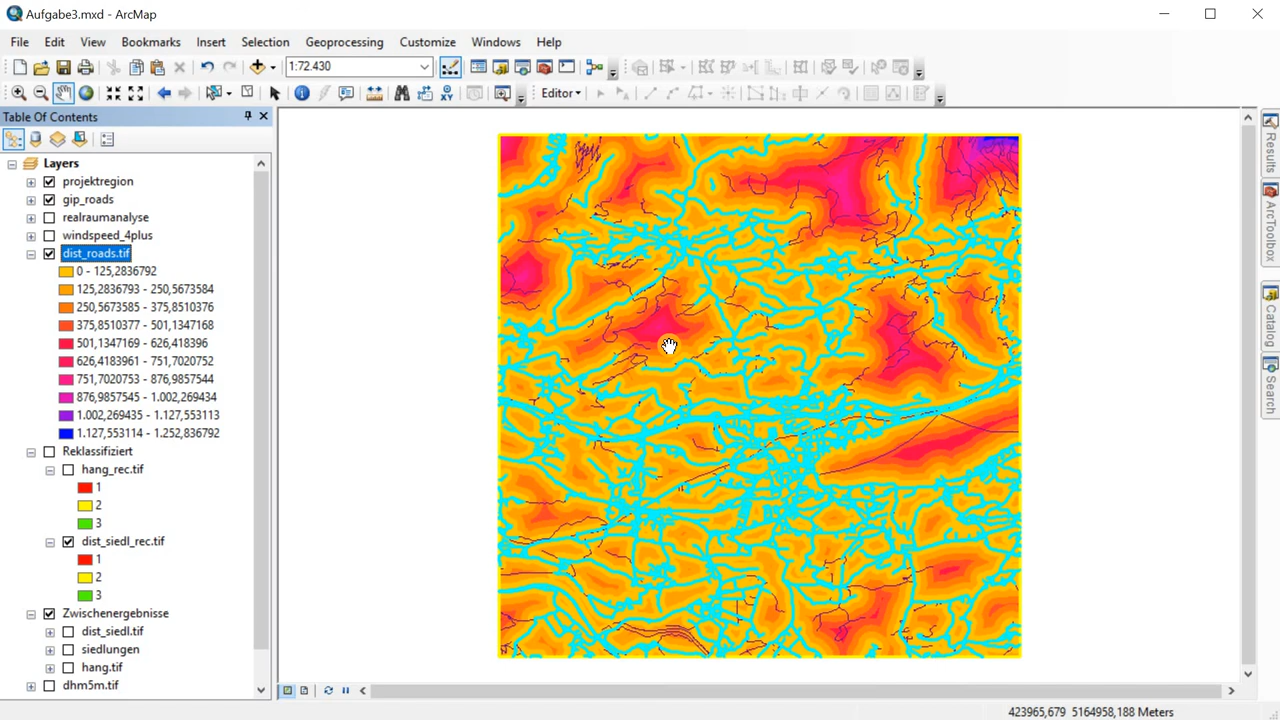 Aufgabe3.mxd - ArcMap
File Edit View Bookmarks Insert Selection Geoprocessing Customize Windows Help
1:72.430
Editor
Table Of Contents
Layers
projektregion
gip_roads
realraumanalyse
windspeed_4plus
dist_roads.tif
0 - 125,2836792
125,2836793 - 250,5673584
250,5673585 - 375,8510376
375,8510377 - 501,1347168
501,1347169 - 626,418396
626,4183961 - 751,7020752
751,7020753 - 876,9857544
876,9857545 - 1.002,269434
1.002,269435 - 1.127,553113
1.127,553114 - 1.252,836792
Reklassifiziert
hang_rec.tif
1
2
3
dist_siedl_rec.tif
1
2
3
Zwischenergebnisse
dist_siedl.tif
siedlungen
hang.tif
dhm5m.tif
Results
ArcToolbox
Catalog
Search
423965,679 5164958,188 Meters